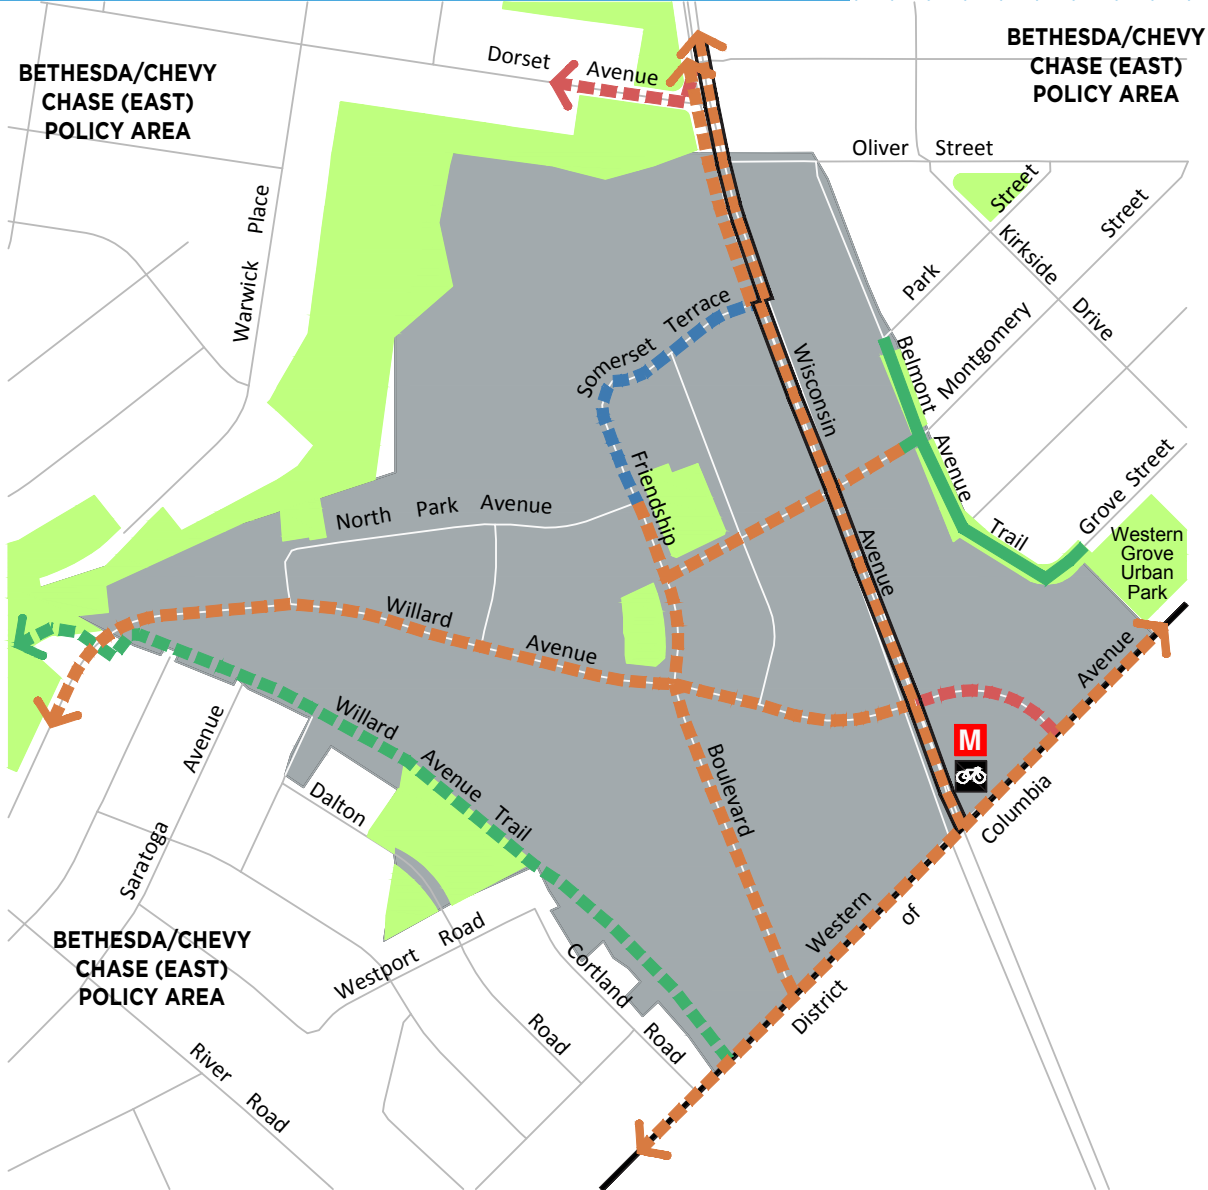 Dorset Avenue
BETHESDA/CHEVY
CHASE (EAST)
POLICY AREA
BETHESDA/CHEVY
CHASE (EAST)
POLICY AREA
Oliver Street
Warwick Place
Park Street
Kirkside Drive
Montgomery Street
Somerset Terrace
Wisconsin Avenue
Belmont Avenue Trail
Grove Street
Friendship Boulevard
North Park Avenue
Western
Grove
Urban
Park
Willard Avenue
Willard Avenue Trail
Western Avenue
M
District of Columbia
Saratoga Avenue
Dalton Road
Westport Road
Cortland Road
BETHESDA/CHEVY
CHASE (EAST)
POLICY AREA
River Road